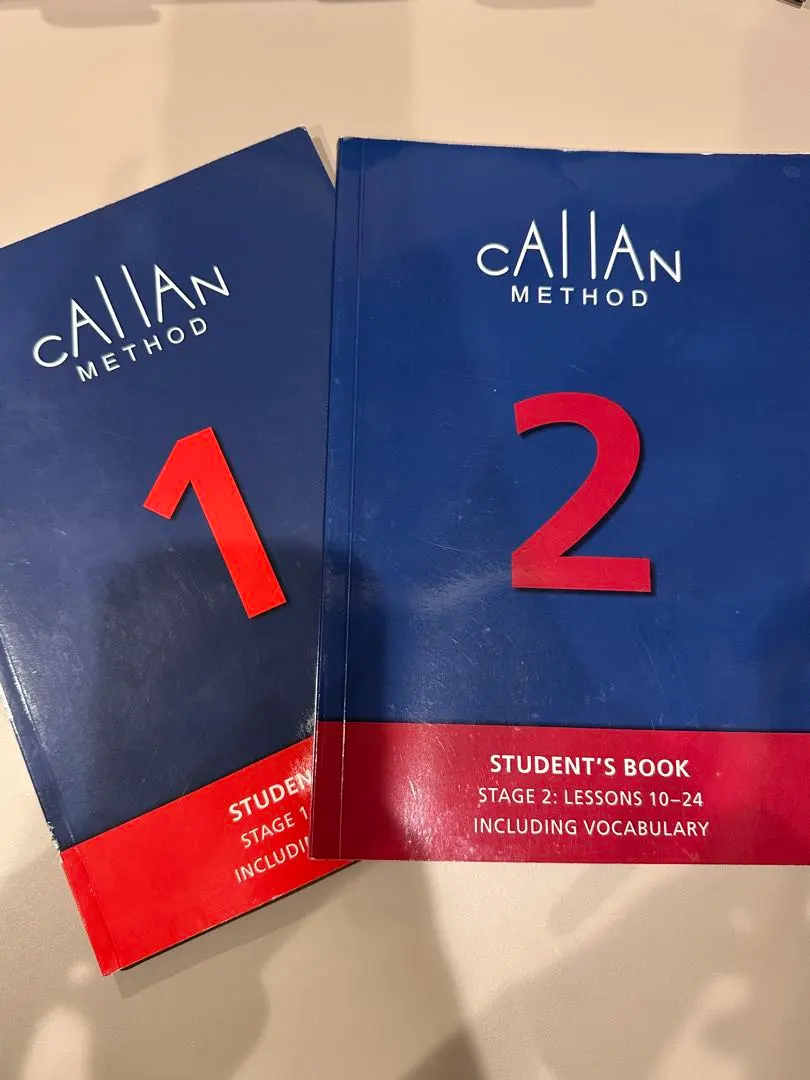 CALLAN
METHOD
1
STUDEN
STAGE 1
INCLUDIN
CALLAN
METHOD
2
STUDENT'S BOOK
STAGE 2: LESSONS 10–24
INCLUDING VOCABULARY